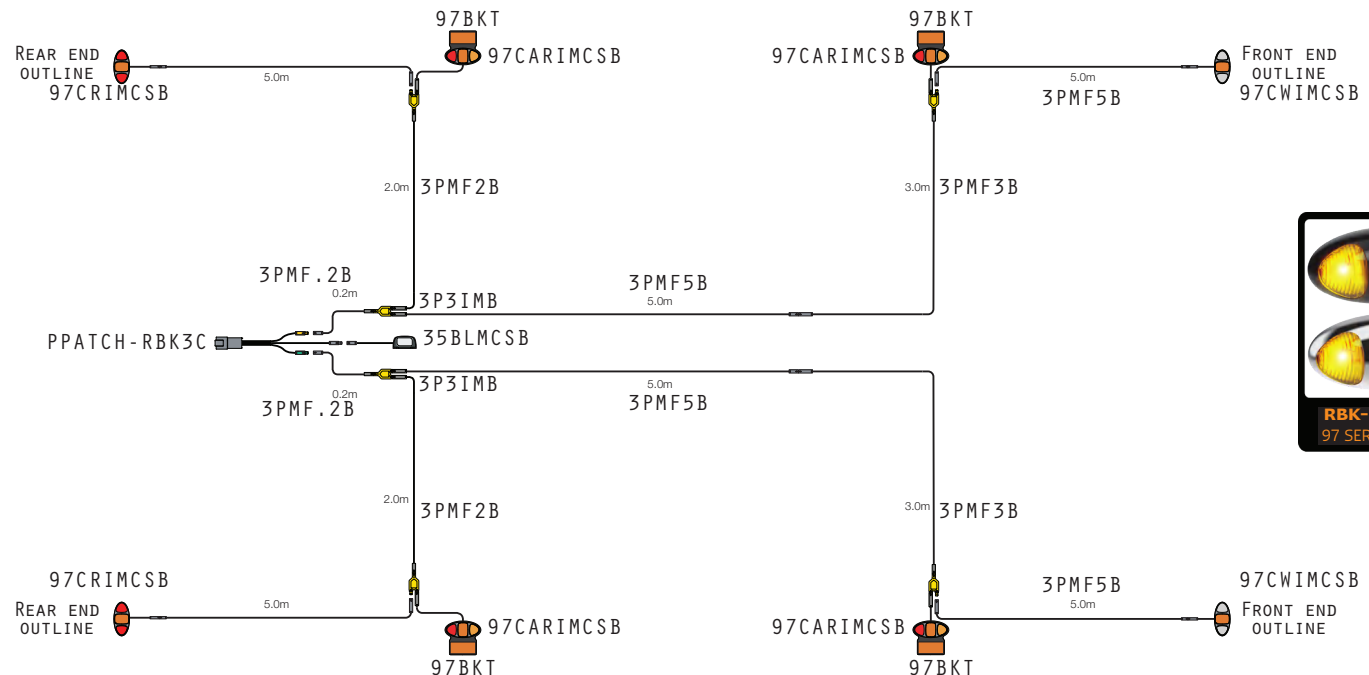 97BKT
97BKT
REAR END
OUTLINE
97CRIMCSB
5.0m
97CARIMCSB
97CARIMCSB
5.0m
3PMF5B
FRONT END
OUTLINE
97CWIMCSB
2.0m
3PMF2B
3.0m
3PMF3B
3PMF.2B
0.2m
3P3IMB
3PMF5B
5.0m
PPATCH-RBK3C
35BLMCSB
3P3IMB
0.2m
3PMF.2B
5.0m
3PMF5B
RBK-
97 SER
2.0m
3PMF2B
3.0m
3PMF3B
97CRIMCSB
REAR END
OUTLINE
5.0m
97CARIMCSB
97BKT
97CARIMCSB
97BKT
3PMF5B
5.0m
97CWIMCSB
FRONT END
OUTLINE